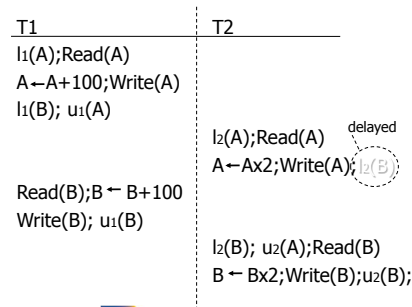 T1 T2
l1(A);Read(A)
A←A+100;Write(A)
l1(B); u1(A)
delayed
l2(A);Read(A)
A←Ax2;Write(A);l2(B)
Read(B);B ← B+100
Write(B); u1(B)
l2(B); u2(A);Read(B)
B ← Bx2;Write(B);u2(B);